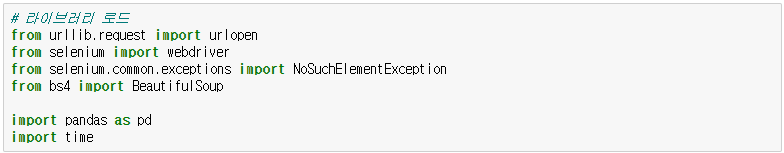 # 라이브러리 로드
from urllib.request import urlopen
from selenium import webdriver
from selenium.common.exceptions import NoSuchElementException
from bs4 import BeautifulSoup
import pandas as pd
import time